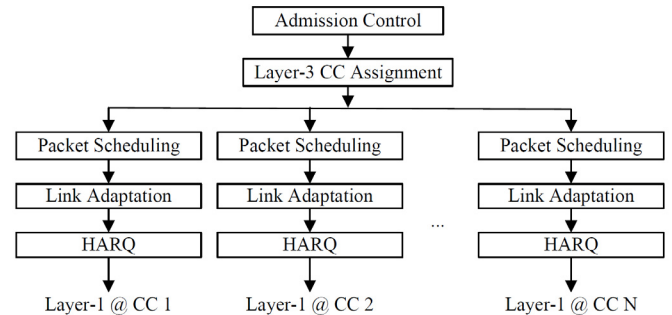 Admission Control
Layer-3 CC Assignment
Packet Scheduling Packet Scheduling Packet Scheduling
Link Adaptation Link Adaptation Link Adaptation
...
HARQ HARQ HARQ
Layer-1 @ CC 1 Layer-1 @ CC 2 Layer-1 @ CC N